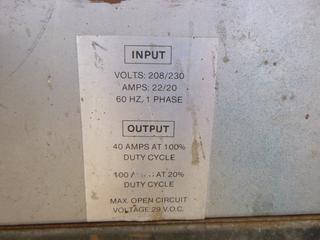 INPUT
VOLTS: 208/230
AMPS: 22/20
60 HZ, 1 PHASE
OUTPUT
40 AMPS AT 100%
DUTY CYCLE
100 AT 20%
DUTY CYCLE
MAX. OPEN CIRCUIT
VOLTAGE 29 V.O.C.